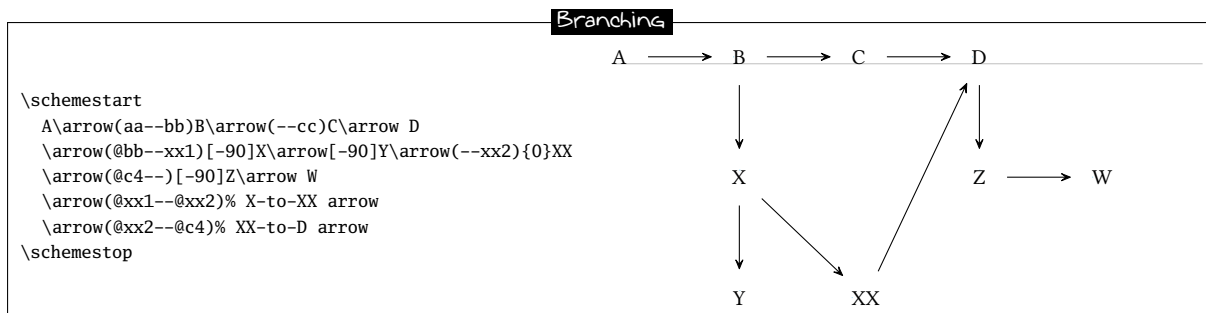 Branching
\schemestart
A\arrow(aa--bb)B\arrow(--cc)C\arrow D
\arrow(@bb--xx1)[-90]X\arrow[-90]Y\arrow(--xx2){0}XX
\arrow(@c4--)[-90]Z\arrow W
\arrow(@xx1--@xx2)% X-to-XX arrow
\arrow(@xx2--@c4)% XX-to-D arrow
\schemestop
A B C D
X Z W
Y XX